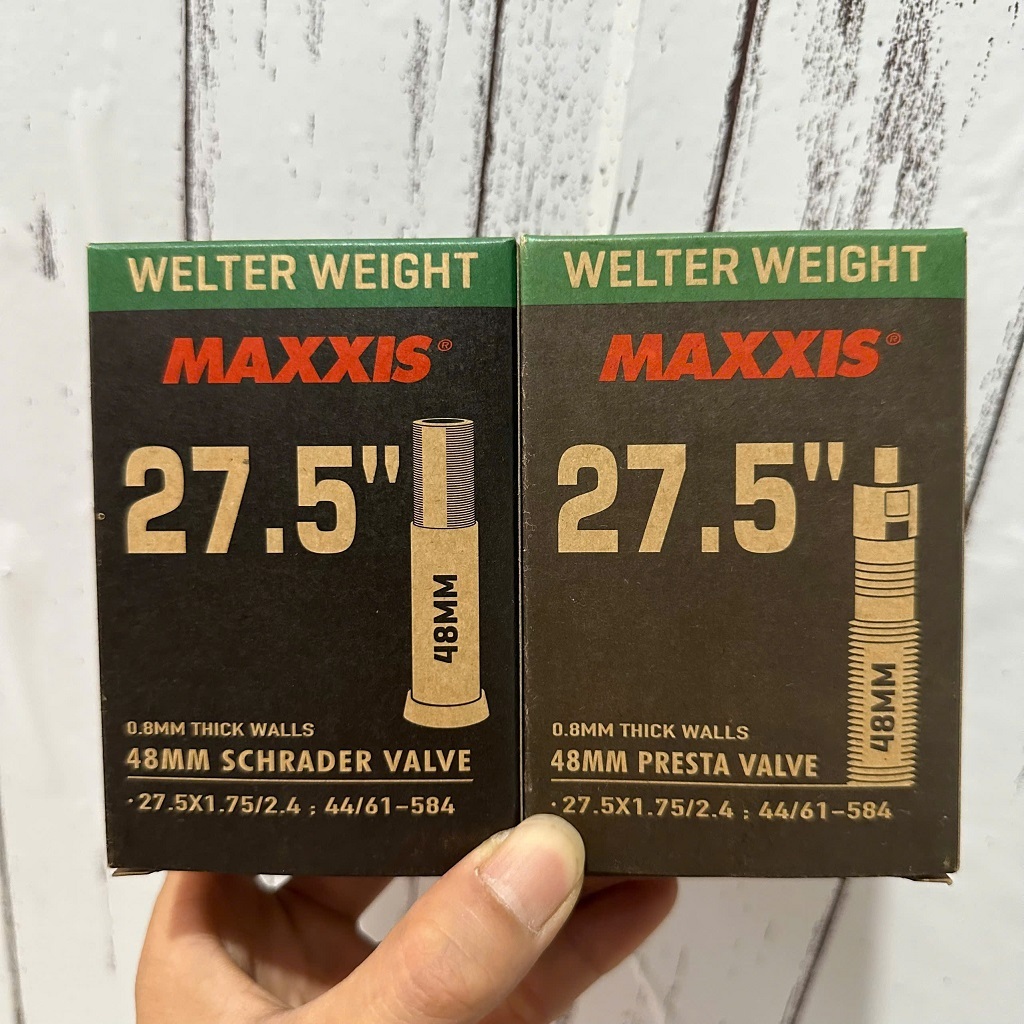 WELTER WEIGHT
MAXXIS®
27.5"
48MM
0.8MM THICK WALLS
48MM SCHRADER VALVE
·27.5X1.75/2.4 ; 44/61-584
WELTER WEIGHT
MAXXIS®
27.5"
48MM
0.8MM THICK WALLS
48MM PRESTA VALVE
·27.5X1.75/2.4 ; 44/61-584